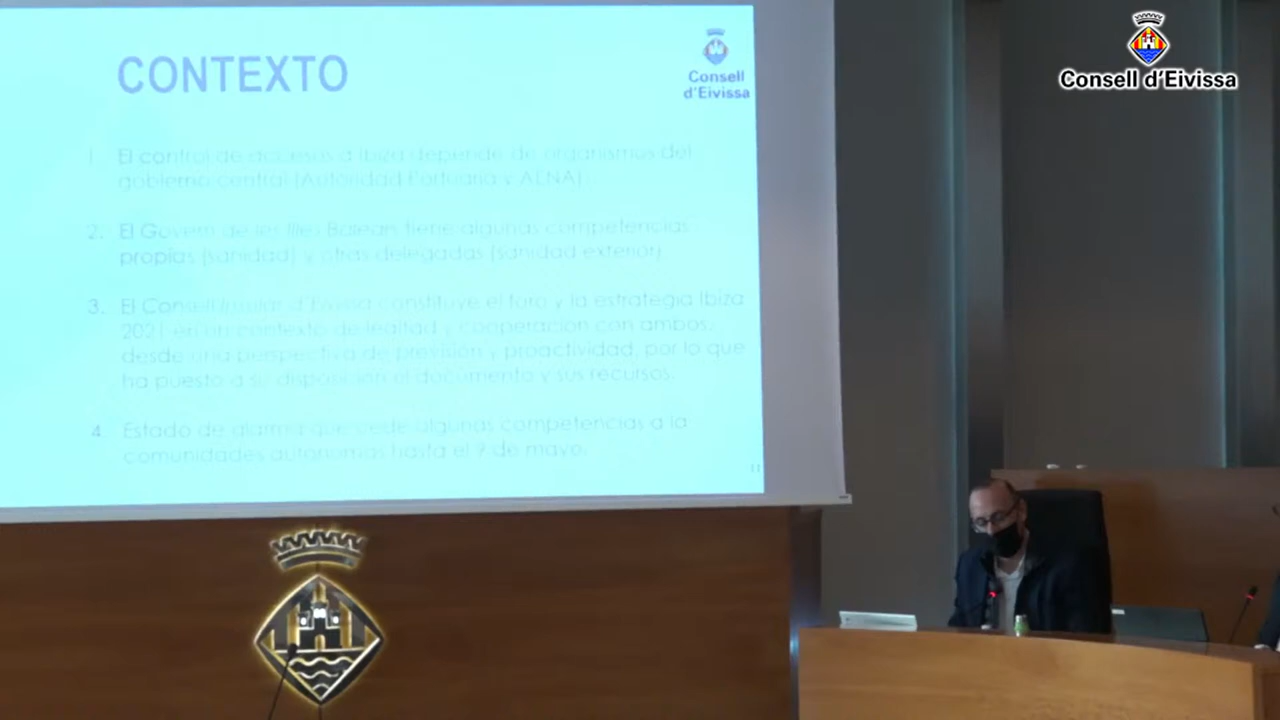 CONTEXTO
Consell
d'Eivissa
Consell d'Eivissa
1. El control de accesos a Ibiza depende de organismos del
gobierno central (Autoridad Portuaria y AENA).
2. El Govern de les Illes Balears tiene algunas competencias
propias (sanidad) y otras delegadas (sanidad exterior).
3. El Consell Insular d'Eivissa constituye el foro y la estrategia Ibiza
2021 en un contexto de lealtad y cooperación con ambos,
desde una perspectiva de previsión y proactividad, por lo que
ha puesto a su disposición el documento y sus recursos.
4 Estado de alarma que cede algunas competencias a la
comunidades autónomas hasta el 9 de mayo.
11